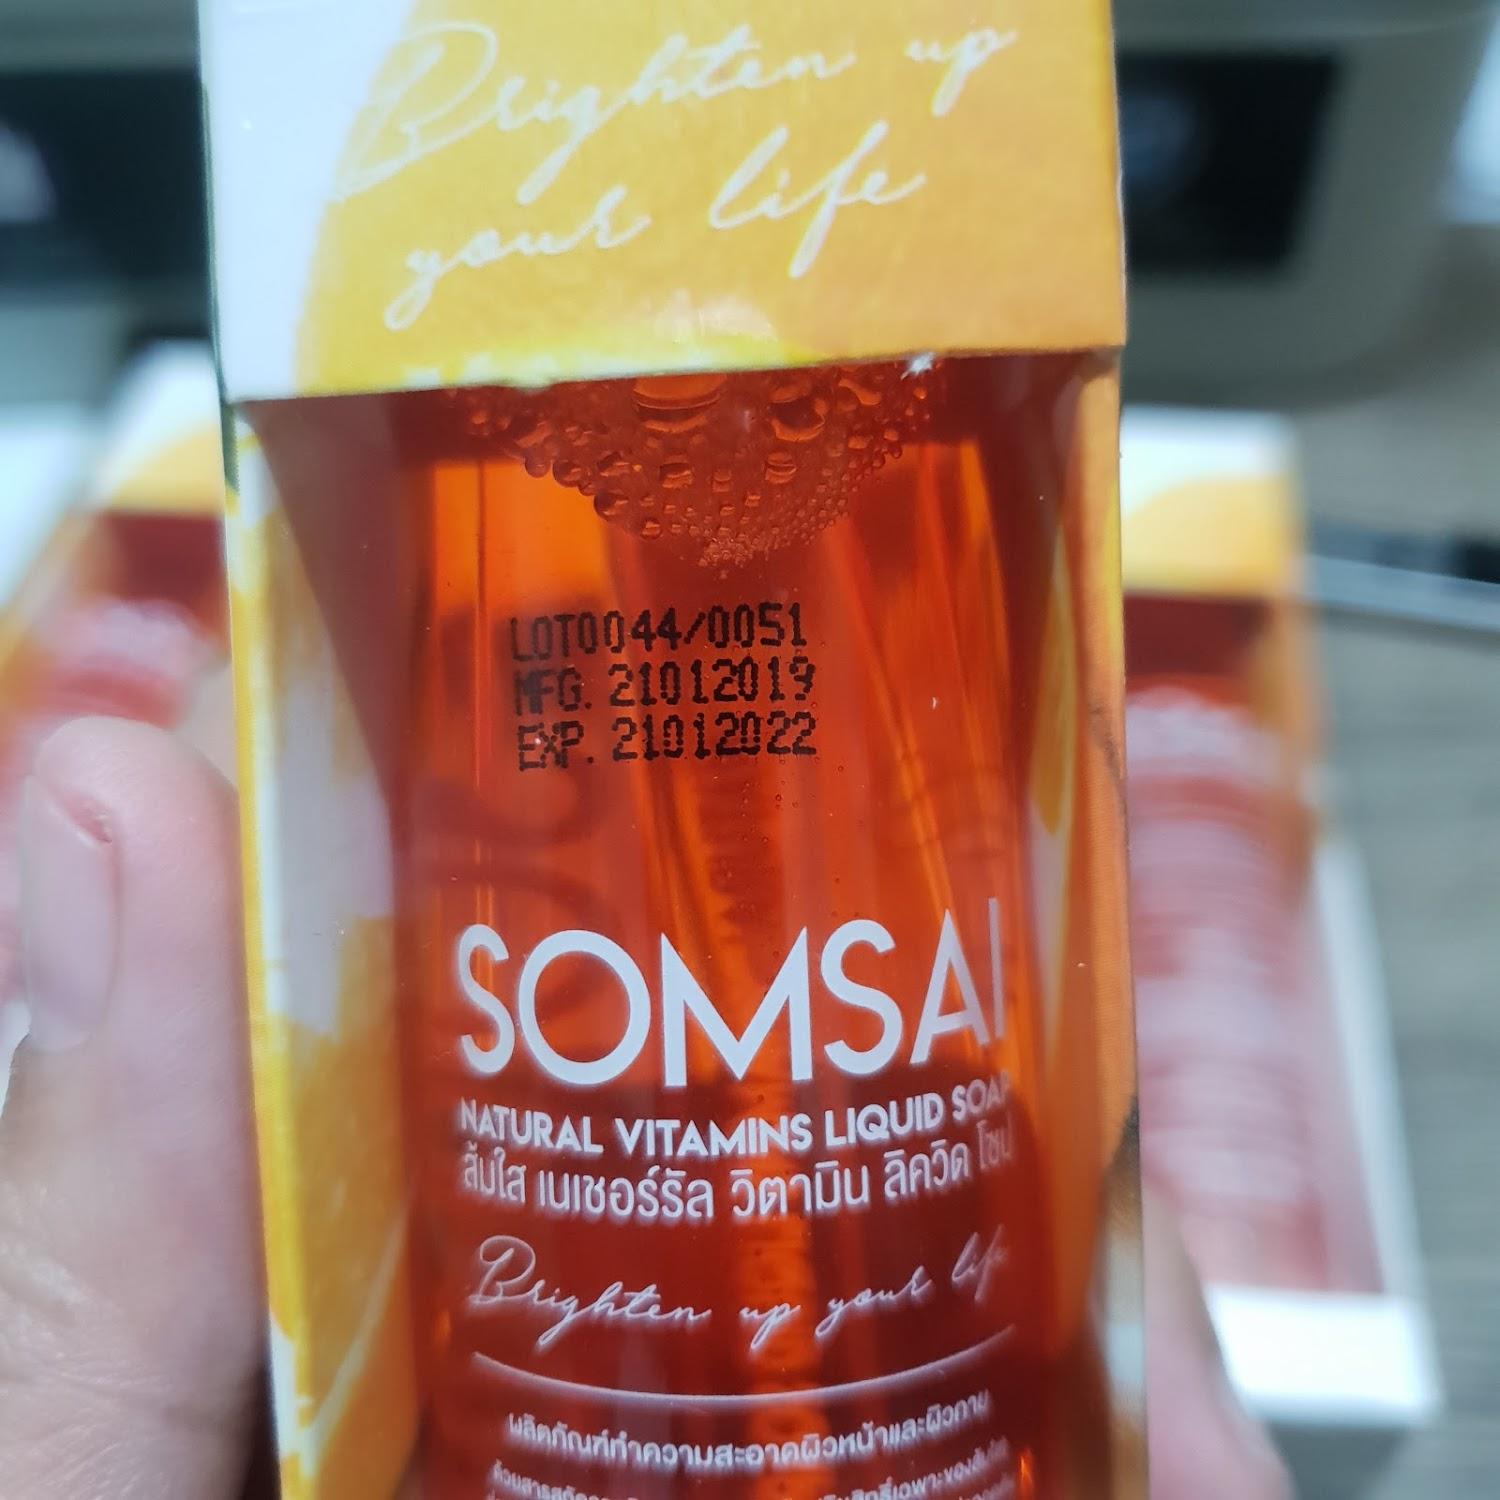 Brighten up
your life
LOT0044/0051
MFG. 21012019
EXP. 21012022
SOMSAI
NATURAL VITAMINS LIQUID SOAP
ส้มใส เนเชอร์รัล วิตามิน ลิควิด โซป
Brighten up your life
ผลิตภัณฑ์ทำความสะอาดผิวหน้าและผิวกาย